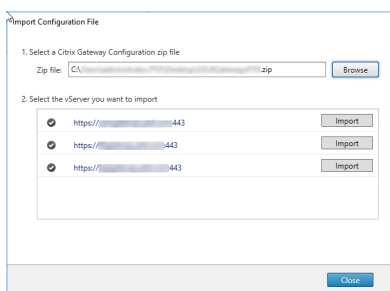 Import Configuration File
1. Select a Citrix Gateway Configuration zip file
Zip file: C:\ .zip Browse
2. Select the vServer you want to import
https:// 443 Import
https:// :443 Import
https:// 443 Import
Close